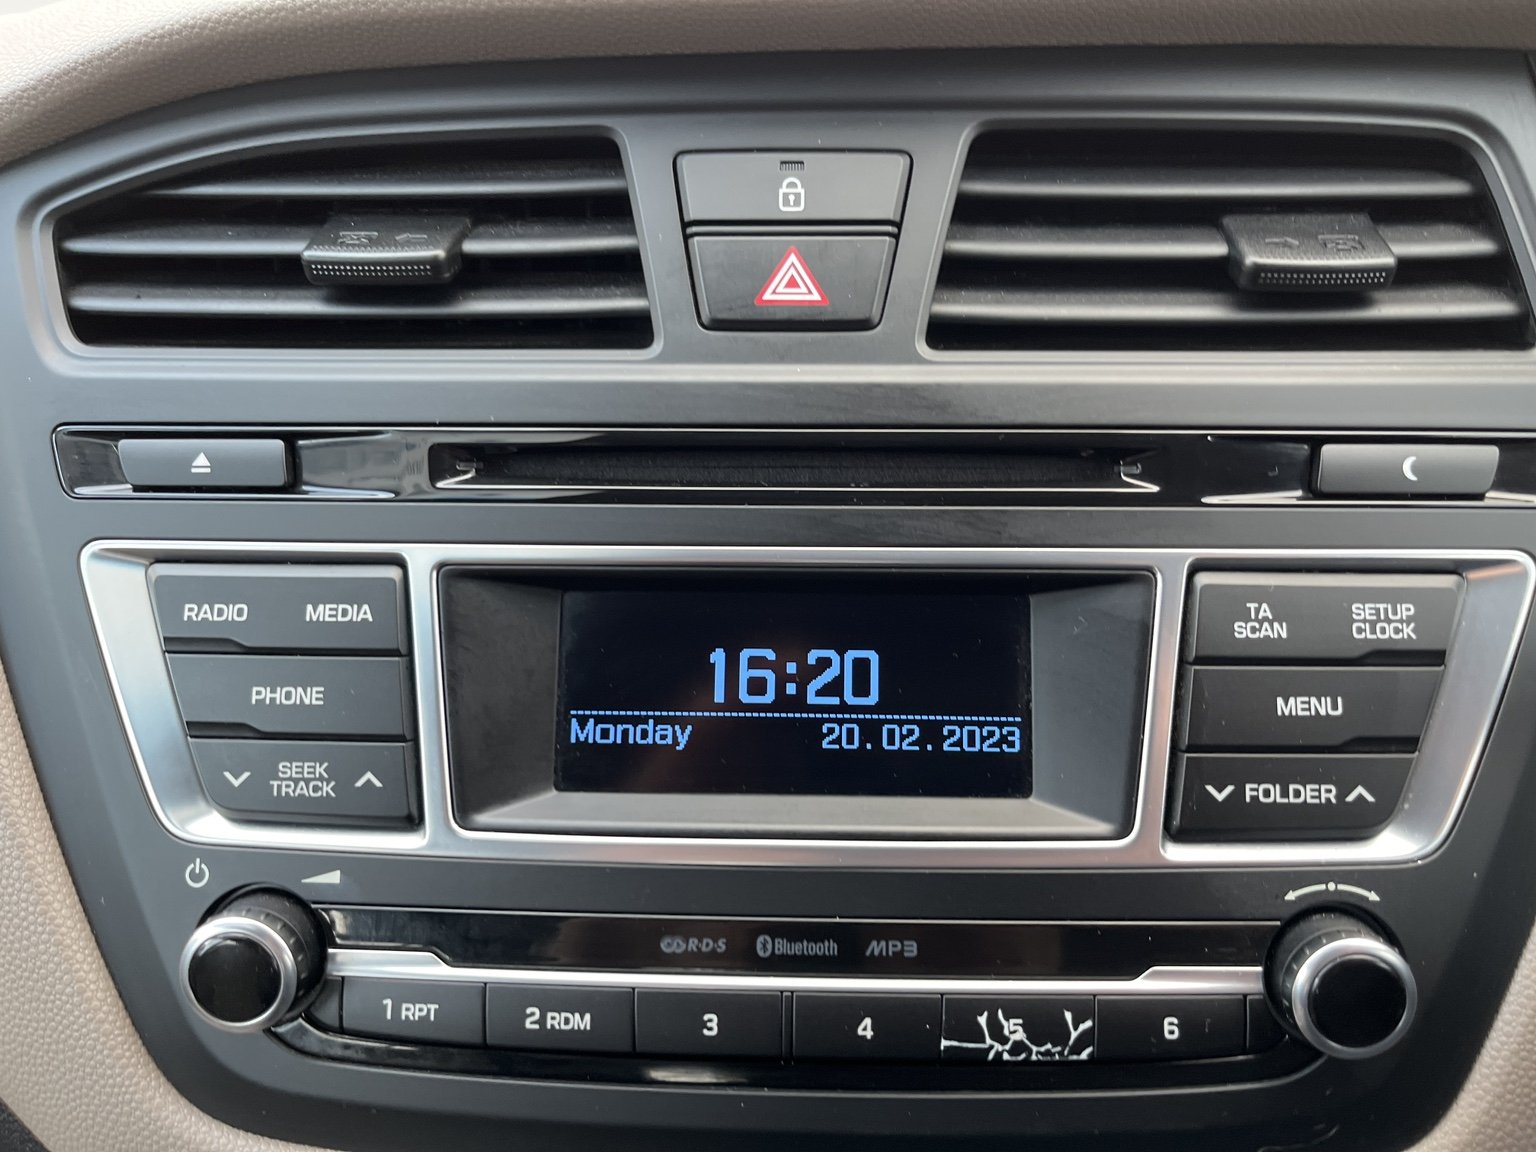 RADIO MEDIA
PHONE
SEEK
TRACK
16:20
Monday 20.02.2023
TA
SCAN
SETUP
CLOCK
MENU
FOLDER
R·D·S Bluetooth MP3
1 RPT 2 RDM 3 4 5 6